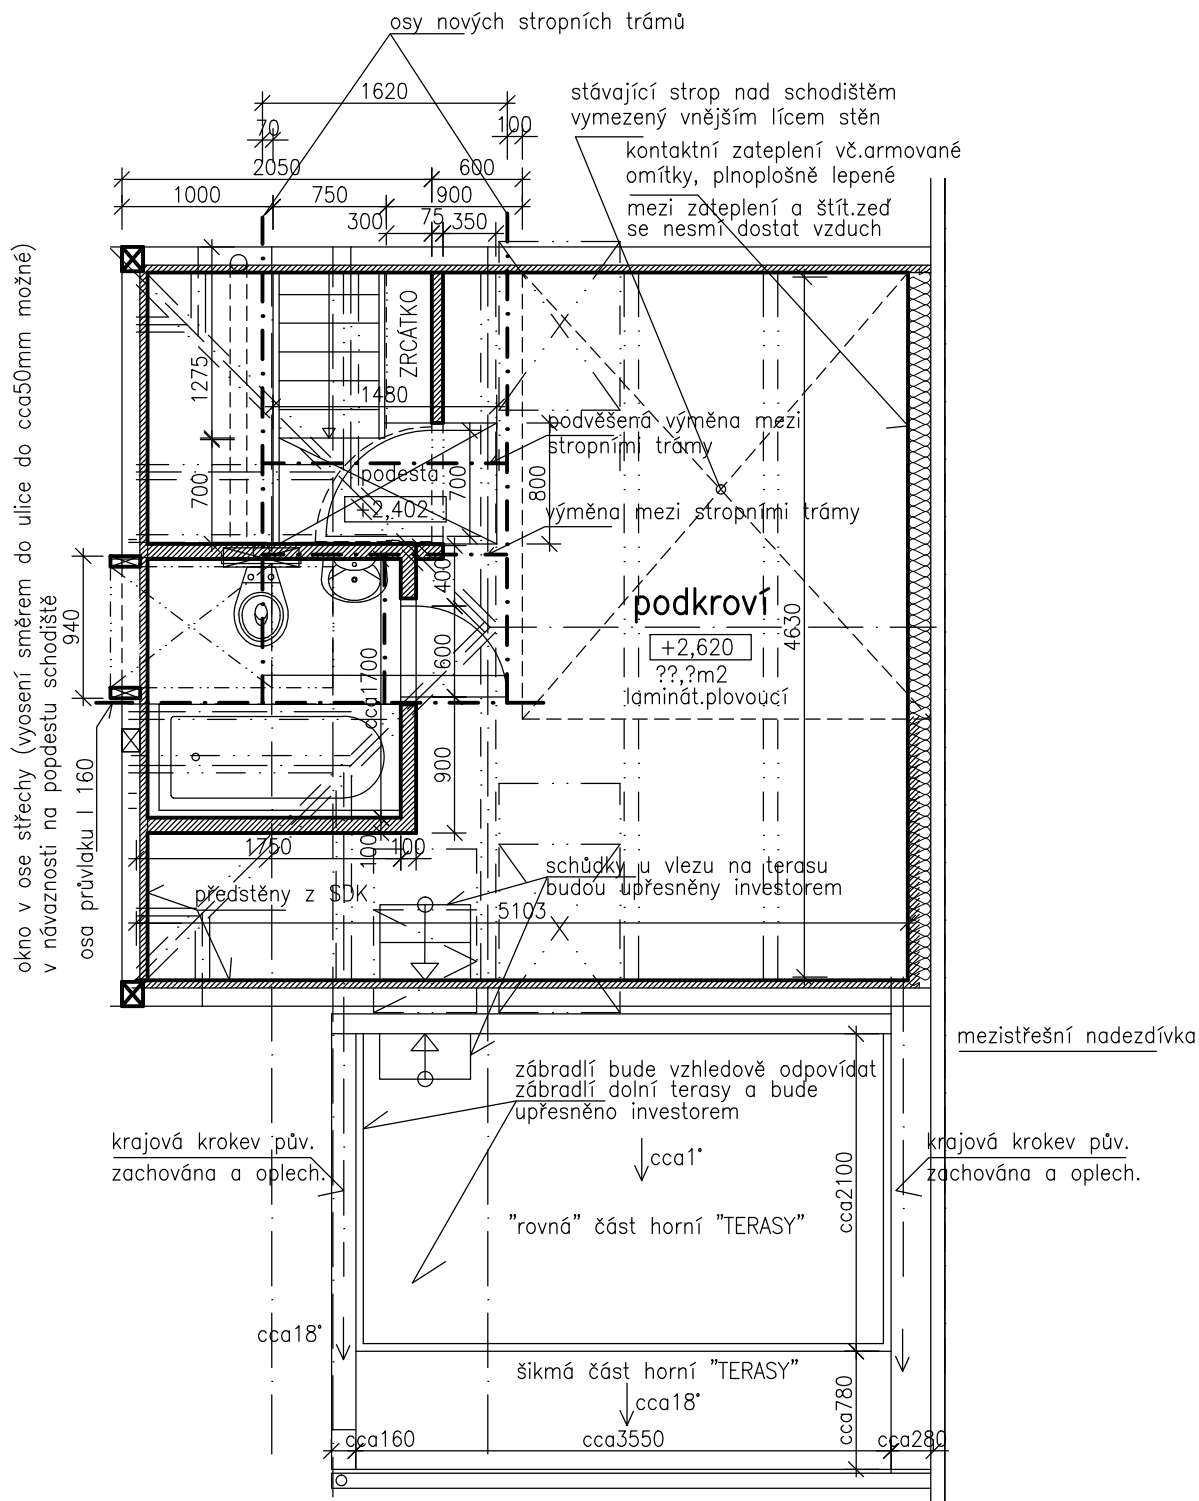 osy nových stropních trámů
1620
stávající strop nad schodištěm
vymezený vnějším lícem stěn
70
100
kontaktní zateplení vč.armované
omítky, plnoplošně lepené
2050
600
1000
750
900
mezi zateplení a štít.zeď
se nesmí dostat vzduch
300
75
350
okno v ose střechy (vyosení směrem do ulice do cca50mm možné)
v návaznosti na popdestu schodiště
ZRCÁTKO
1275
1480
podvěšená výměna mezi
stropními trámy
podesta
700
700
800
+2,402
výměna mezi stropními trámy
400
940
podkroví
4630
600
+2,620
??,?m2
laminát.plovoucí
cca1700
osa průvlaku I 160
900
1750
100
100
schůdky u vlezu na terasu
budou upřesněny investorem
předstěny z SDK
5103
mezistřešní nadezdívka
zábradlí bude vzhledově odpovídat
zábradlí dolní terasy a bude
upřesněno investorem
krajová krokev pův.
zachována a oplech.
krajová krokev pův.
zachována a oplech.
cca1°
cca2100
"rovná" část horní "TERASY"
cca18°
šikmá část horní "TERASY"
cca18°
cca780
cca160
cca3550
cca280